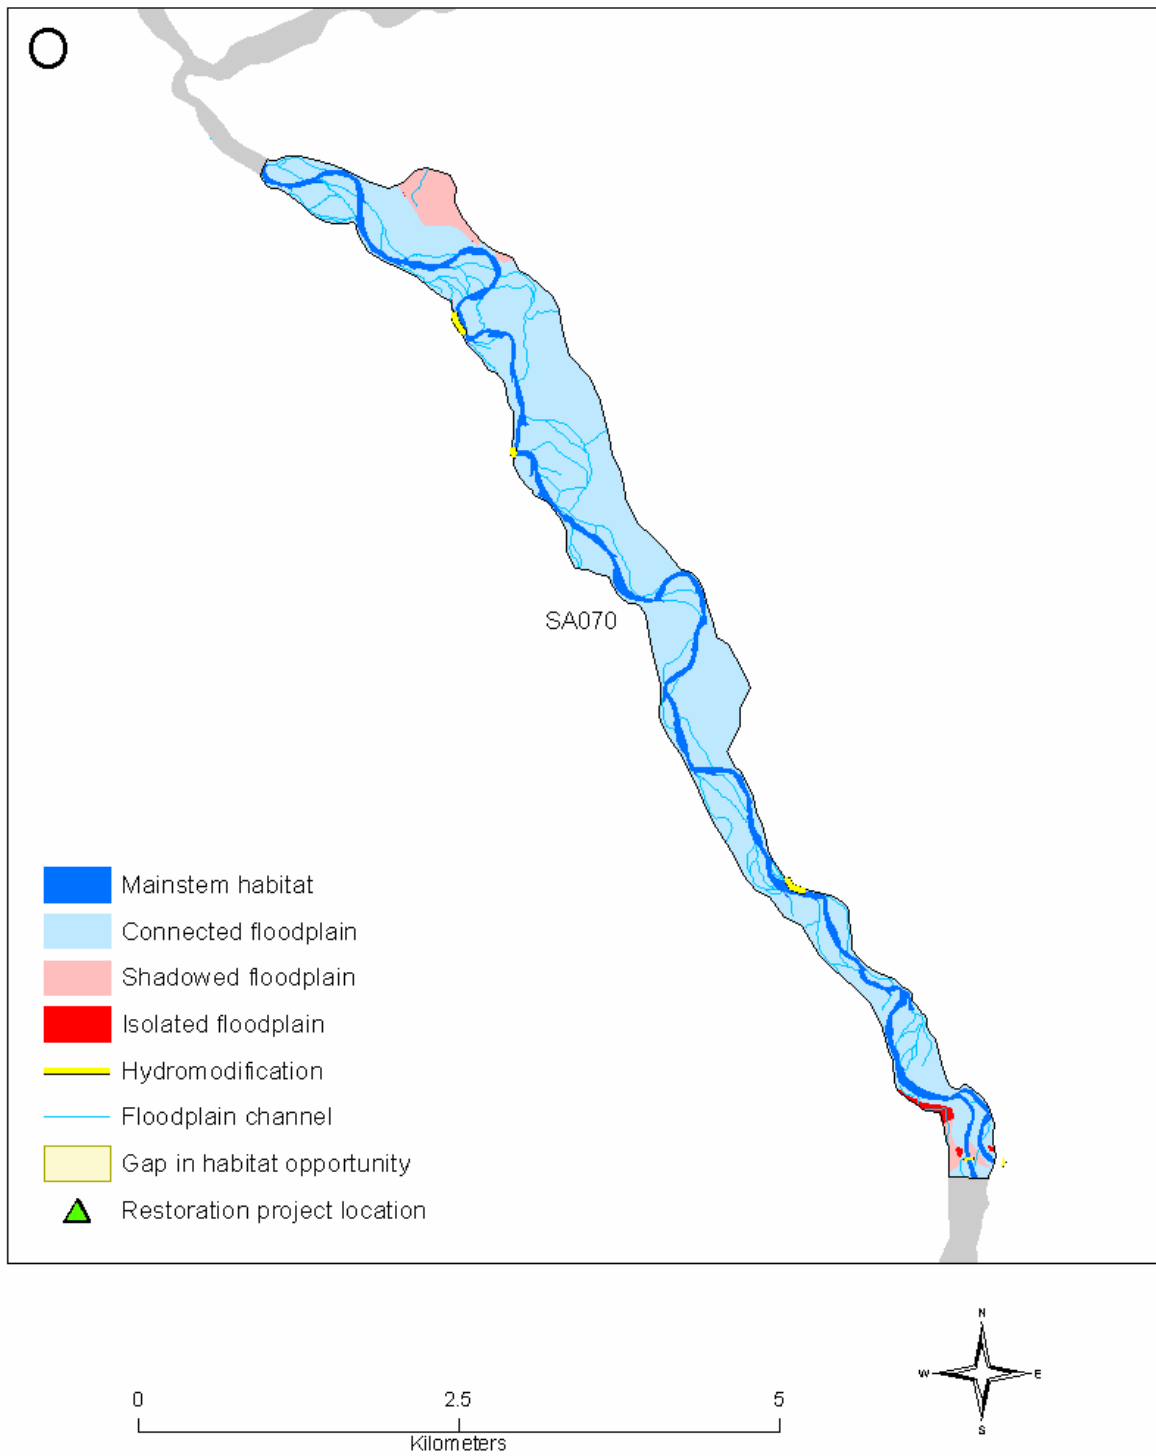 O
SA070
Mainstem habitat
Connected floodplain
Shadowed floodplain
Isolated floodplain
Hydromodification
Floodplain channel
Gap in habitat opportunity
Restoration project location
N
W E
S
0 2.5 5
Kilometers